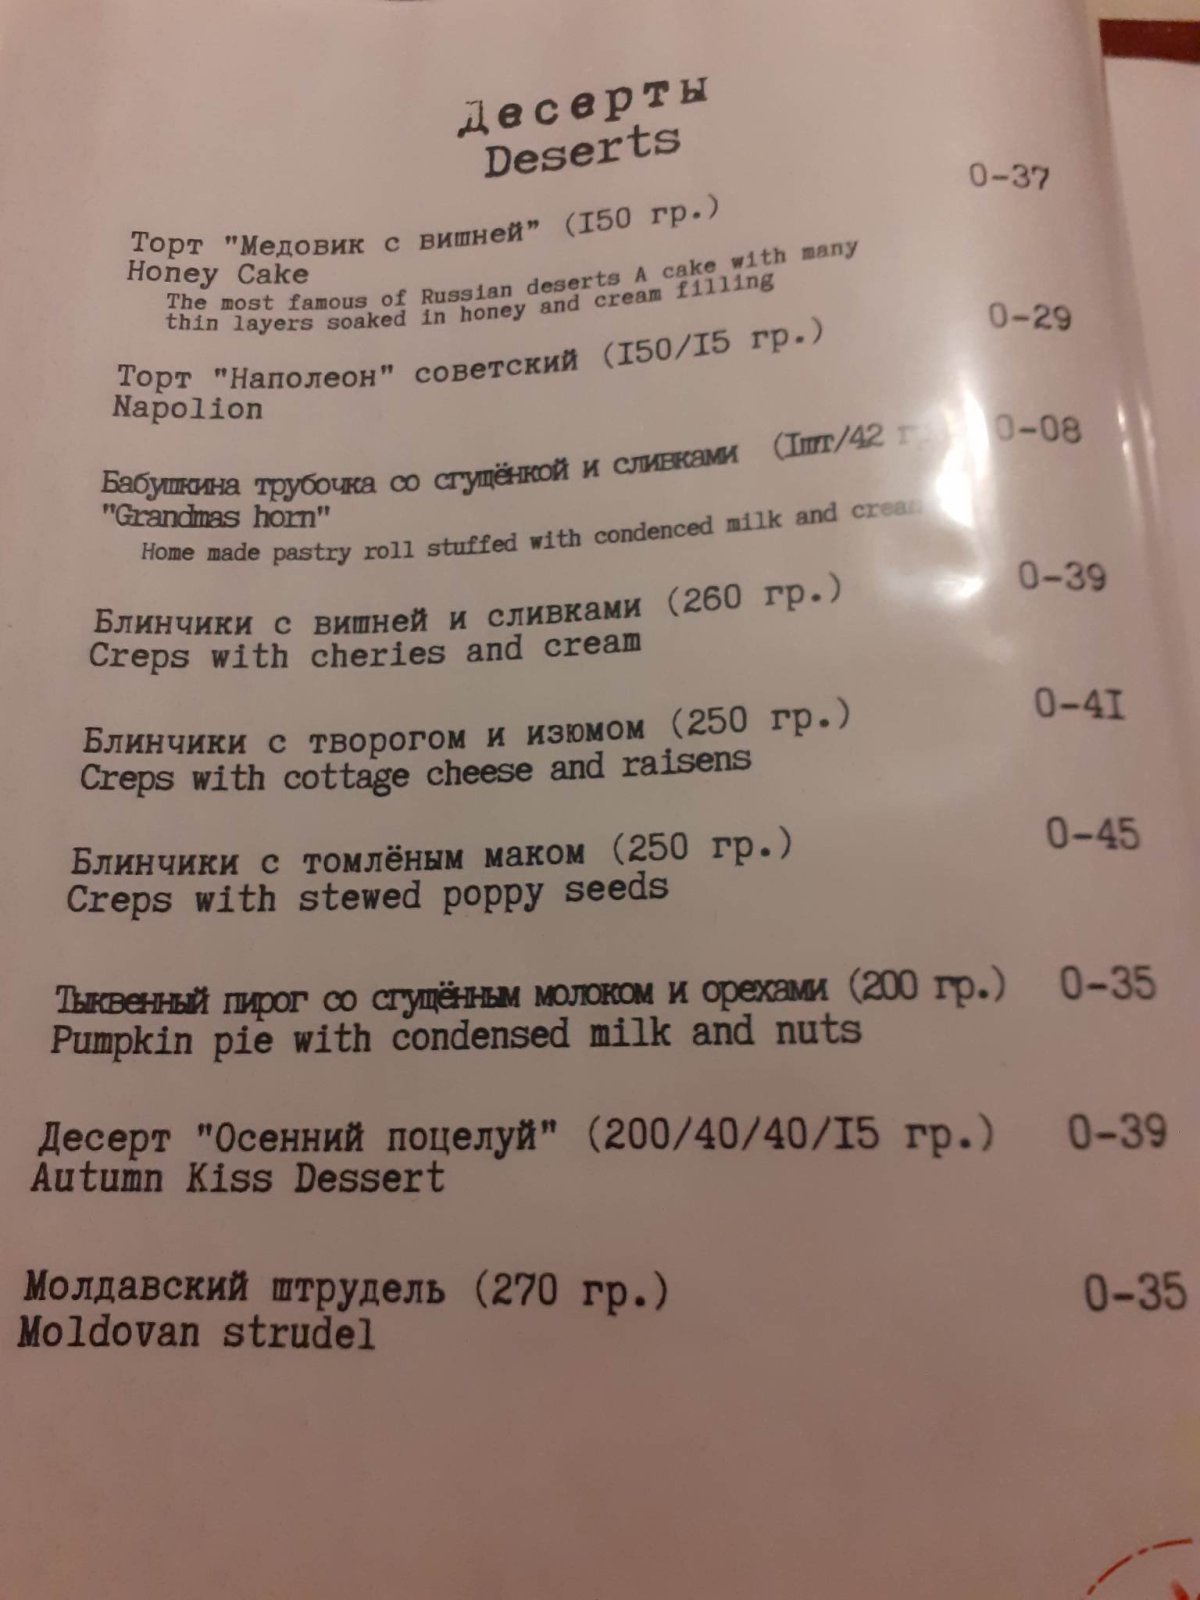 Десерты
Deserts
Торт "Медовик с вишней" (I50 гр.) 0-37
Honey Cake
The most famous of Russian deserts A cake with many
thin layers soaked in honey and cream filling
Торт "Наполеон" советский (I50/I5 гр.) 0-29
Napolion
Бабушкина трубочка со сгущёнкой и сливками (Iшт/42 0-08
"Grandmas horn"
Home made pastry roll stuffed with condenced milk and cream
Блинчики с вишней и сливками (260 гр.) 0-39
Creps with cheries and cream
Блинчики с творогом и изюмом (250 гр.) 0-4I
Creps with cottage cheese and raisens
Блинчики с томлёным маком (250 гр.) 0-45
Creps with stewed poppy seeds
Тыквенный пирог со сгущённым молоком и орехами (200 гр.) 0-35
Pumpkin pie with condensed milk and nuts
Десерт "Осенний поцелуй" (200/40/40/I5 гр.) 0-39
Autumn Kiss Dessert
Молдавский штрудель (270 гр.) 0-35
Moldovan strudel